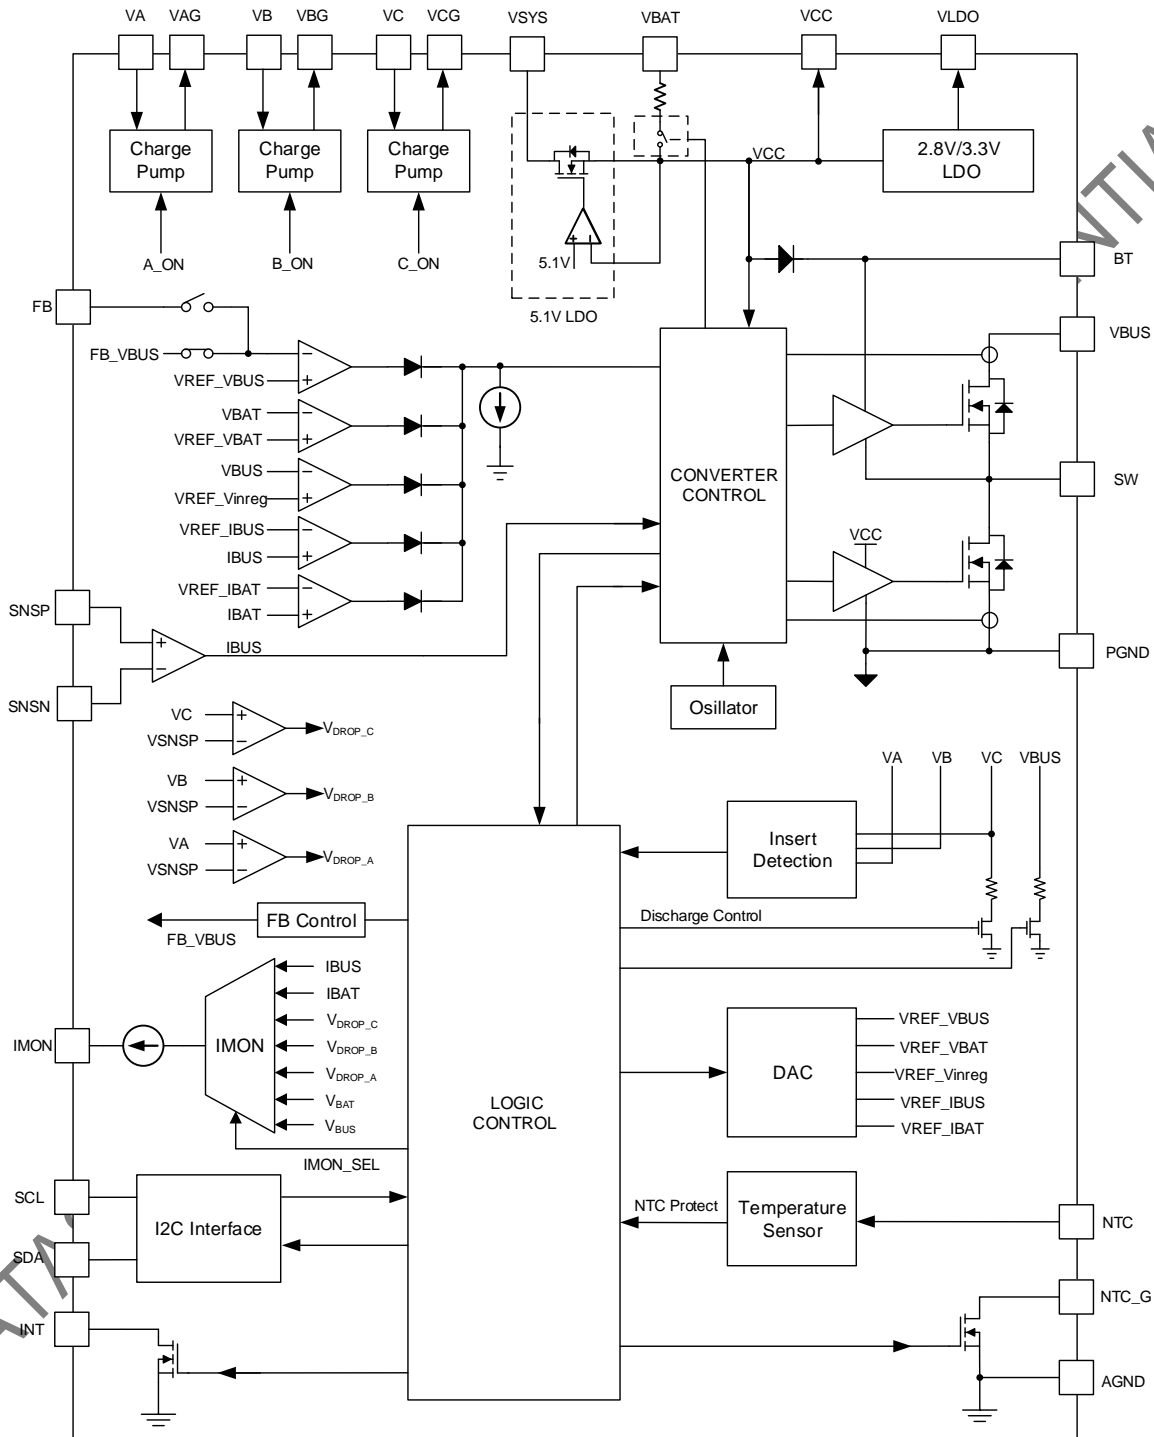 VA VAG VB VBG VC VCG VSYS VBAT VCC VLDO
Charge Pump
Charge Pump
Charge Pump
A_ON
B_ON
C_ON
5.1V
5.1V LDO
VCC
2.8V/3.3V
LDO
BT
VBUS
SW
PGND
FB
FB_VBUS
VREF_VBUS
VBAT
VREF_VBAT
VBUS
VREF_Vinreg
VREF_IBUS
IBUS
VREF_IBAT
IBAT
− + − + − + − + − +
CONVERTER
CONTROL
VCC
Osillator
SNSP
SNSN
+
−
IBUS
VC
VSNSP
+
−
VDROP_C
VB
VSNSP
+
−
VDROP_B
VA
VSNSP
+
−
VDROP_A
FB Control
FB_VBUS
IMON
IMON
IBUS
IBAT
VDROP_C
VDROP_B
VDROP_A
VBAT
VBUS
IMON_SEL
LOGIC
CONTROL
VA VB VC VBUS
Insert
Detection
Discharge Control
DAC
VREF_VBUS
VREF_VBAT
VREF_Vinreg
VREF_IBUS
VREF_IBAT
SCL
SDA
I2C Interface
INT
NTC Protect
Temperature
Sensor
NTC
NTC_G
AGND
NTIA
DATA